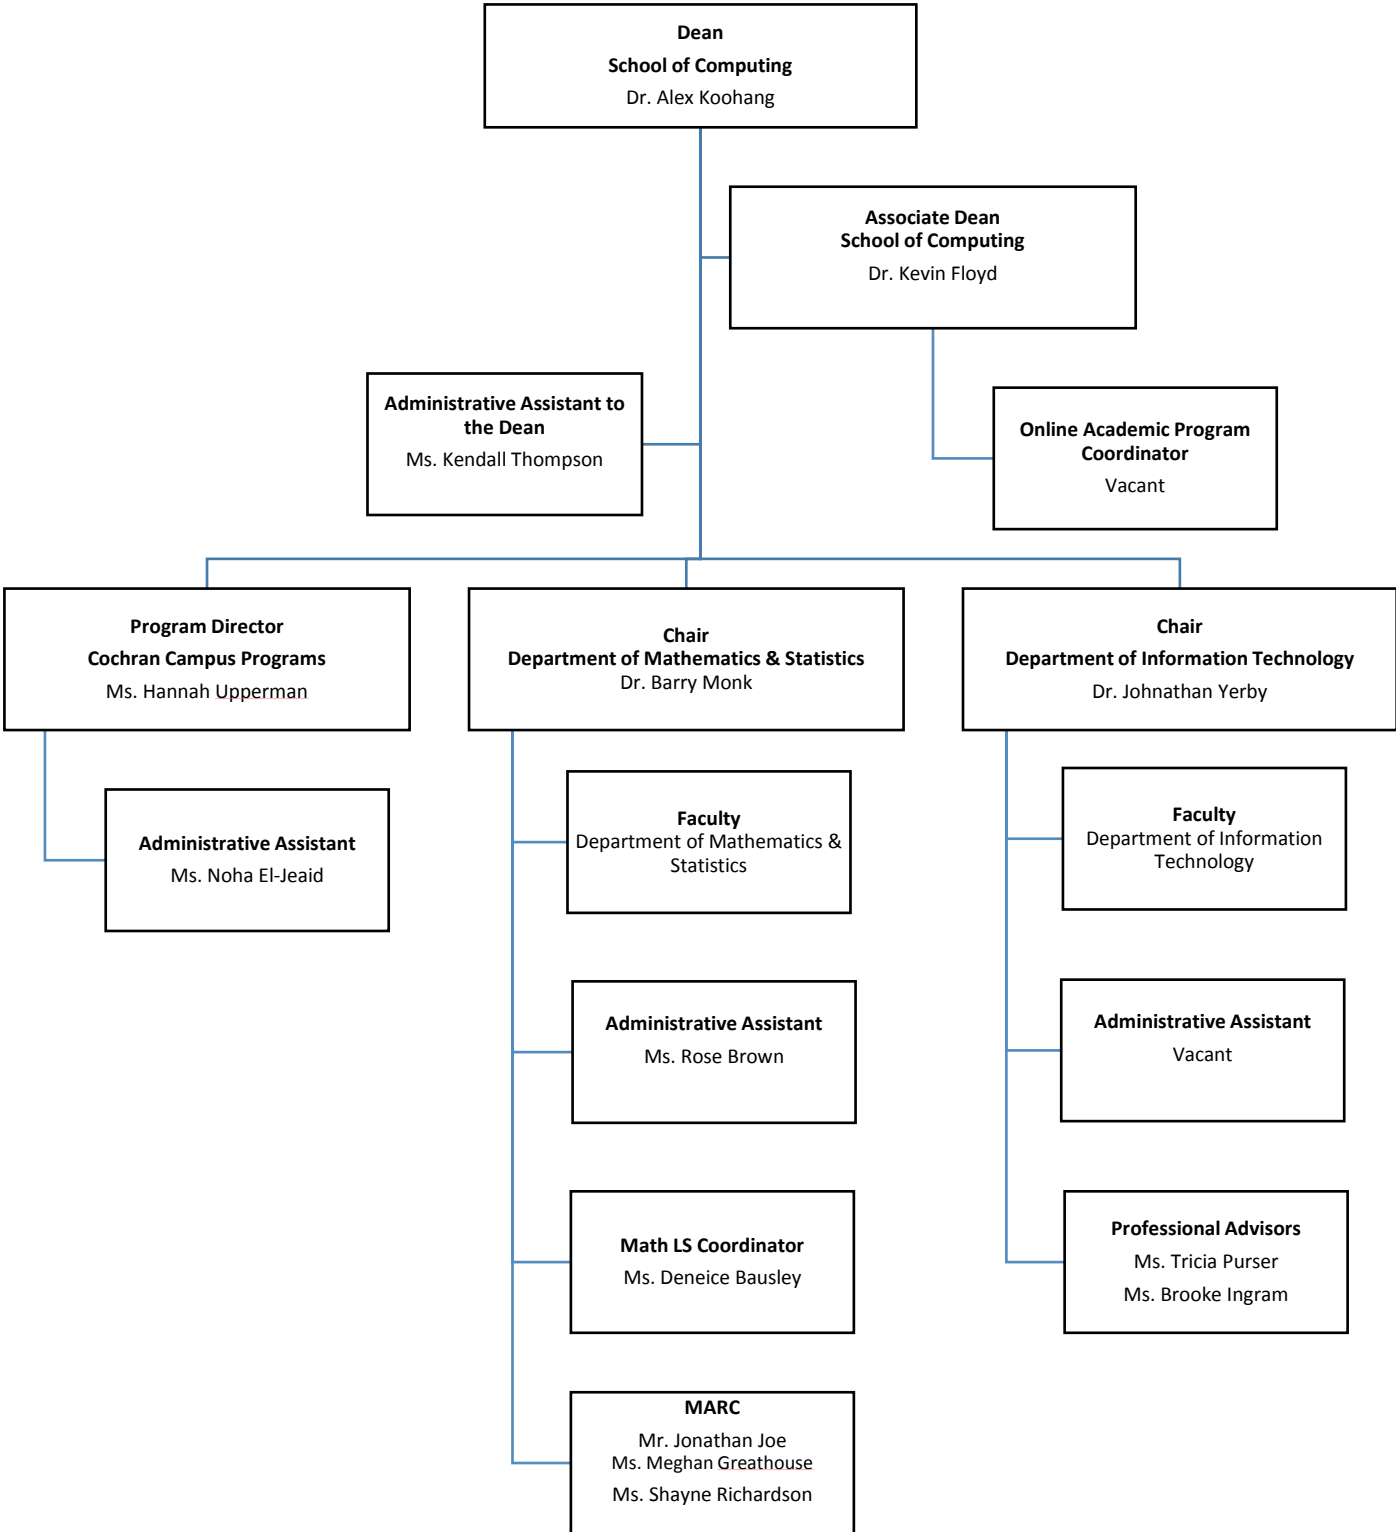 Dean
School of Computing
Dr. Alex Koohang
Associate Dean
School of Computing
Dr. Kevin Floyd
Administrative Assistant to
the Dean
Ms. Kendall Thompson
Online Academic Program
Coordinator
Vacant
Program Director
Cochran Campus Programs
Ms. Hannah Upperman
Chair
Department of Mathematics & Statistics
Dr. Barry Monk
Chair
Department of Information Technology
Dr. Johnathan Yerby
Administrative Assistant
Ms. Noha El-Jeaid
Faculty
Department of Mathematics &
Statistics
Faculty
Department of Information
Technology
Administrative Assistant
Ms. Rose Brown
Administrative Assistant
Vacant
Math LS Coordinator
Ms. Deneice Bausley
Professional Advisors
Ms. Tricia Purser
Ms. Brooke Ingram
MARC
Mr. Jonathan Joe
Ms. Meghan Greathouse
Ms. Shayne Richardson